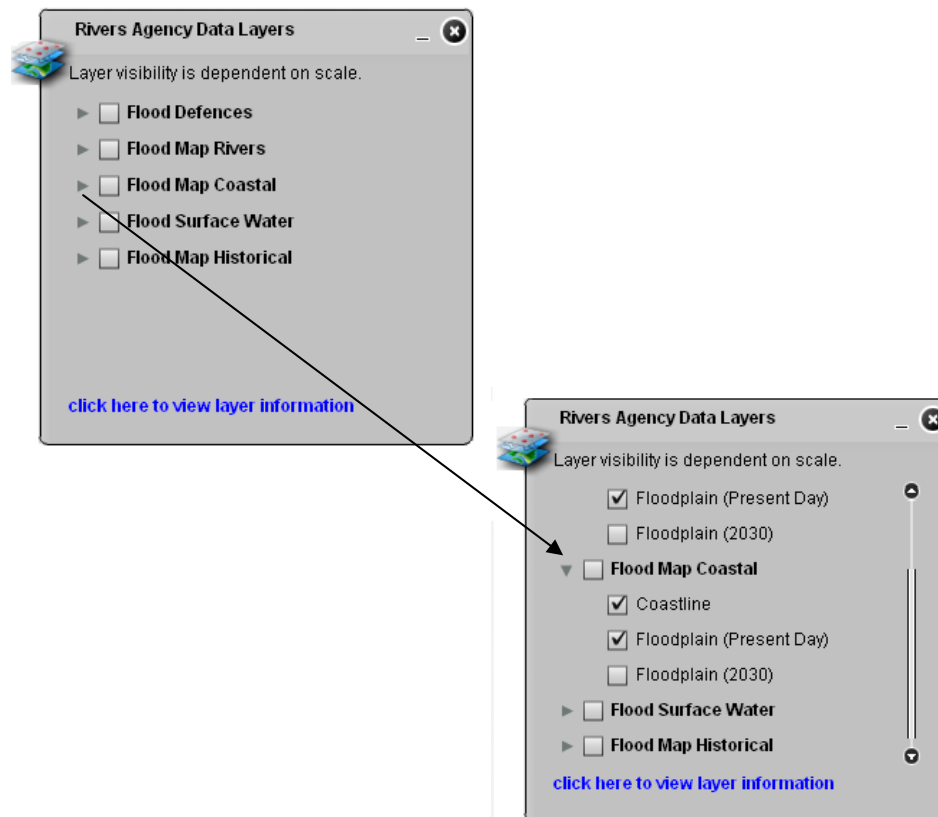 Rivers Agency Data Layers
Layer visibility is dependent on scale.
Flood Defences
Flood Map Rivers
Flood Map Coastal
Flood Surface Water
Flood Map Historical
click here to view layer information
Rivers Agency Data Layers
Layer visibility is dependent on scale.
Floodplain (Present Day)
Floodplain (2030)
Flood Map Coastal
Coastline
Floodplain (Present Day)
Floodplain (2030)
Flood Surface Water
Flood Map Historical
click here to view layer information